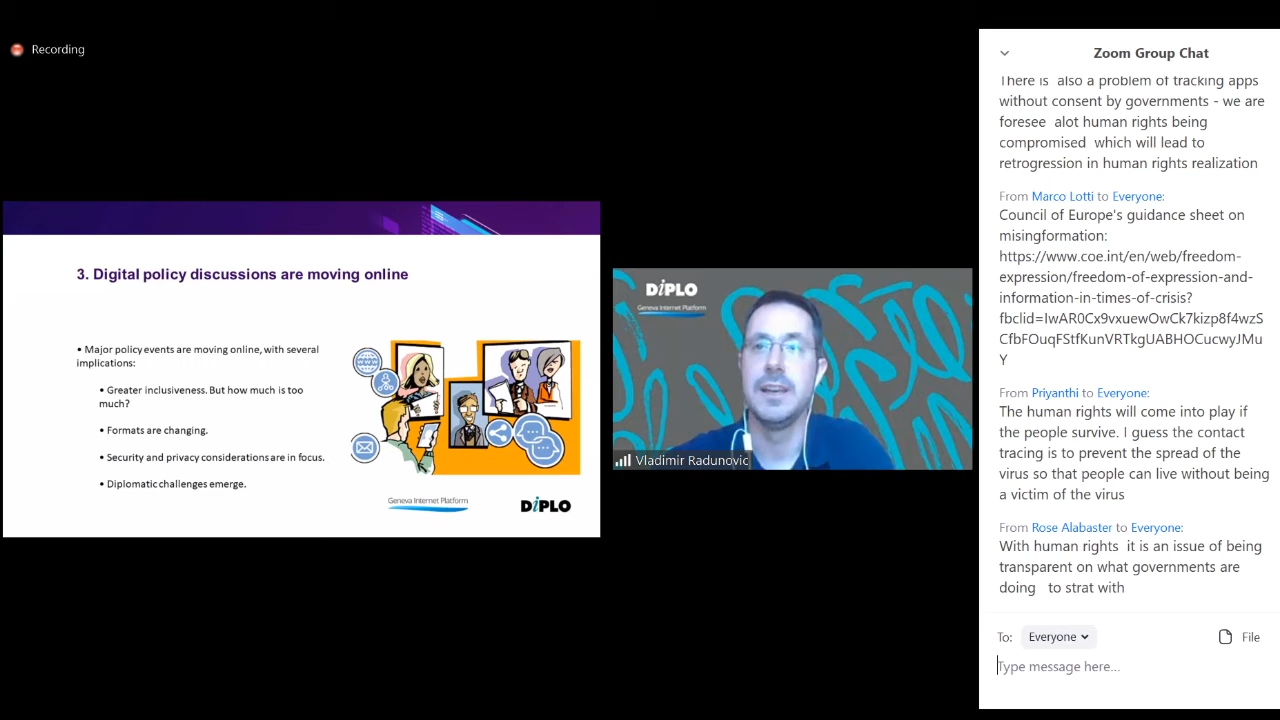 Recording
3. Digital policy discussions are moving online
• Major policy events are moving online, with several
implications:
• Greater inclusiveness. But how much is too
much?
• Formats are changing.
• Security and privacy considerations are in focus.
• Diplomatic challenges emerge.
Geneva Internet Platform
DiPLO
DiPLO
Geneva Internet Platform
Vladimir Radunovic
Zoom Group Chat
There is also a problem of tracking apps
without consent by governments - we are
foresee alot human rights being
compromised which will lead to
retrogression in human rights realization
From Marco Lotti to Everyone:
Council of Europe's guidance sheet on
misingformation:
https://www.coe.int/en/web/freedom-
expression/freedom-of-expression-and-
information-in-times-of-crisis?
fbclid=IwAR0Cx9vxuewOwCk7kizp8f4wzS
CfbFOuqFStfKunVRTkgUABHOCucwyJMu
Y
From Priyanthi to Everyone:
The human rights will come into play if
the people survive. I guess the contact
tracing is to prevent the spread of the
virus so that people can live without being
a victim of the virus
From Rose Alabaster to Everyone:
With human rights it is an issue of being
transparent on what governments are
doing to strat with
To: Everyone File
Type message here...